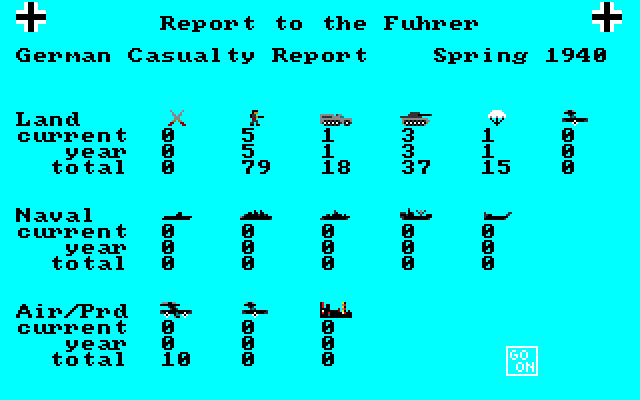 Report to the Fuhrer
German Casualty Report Spring 1940
Land
current 0 5 1 3 1 0
year 0 5 1 3 1 0
total 0 79 18 37 15 0
Naval
current 0 0 0 0 0
year 0 0 0 0 0
total 0 0 0 0 0
Air/Prd
current 0 0 0
year 0 0 0
total 10 0 0
GO
ON